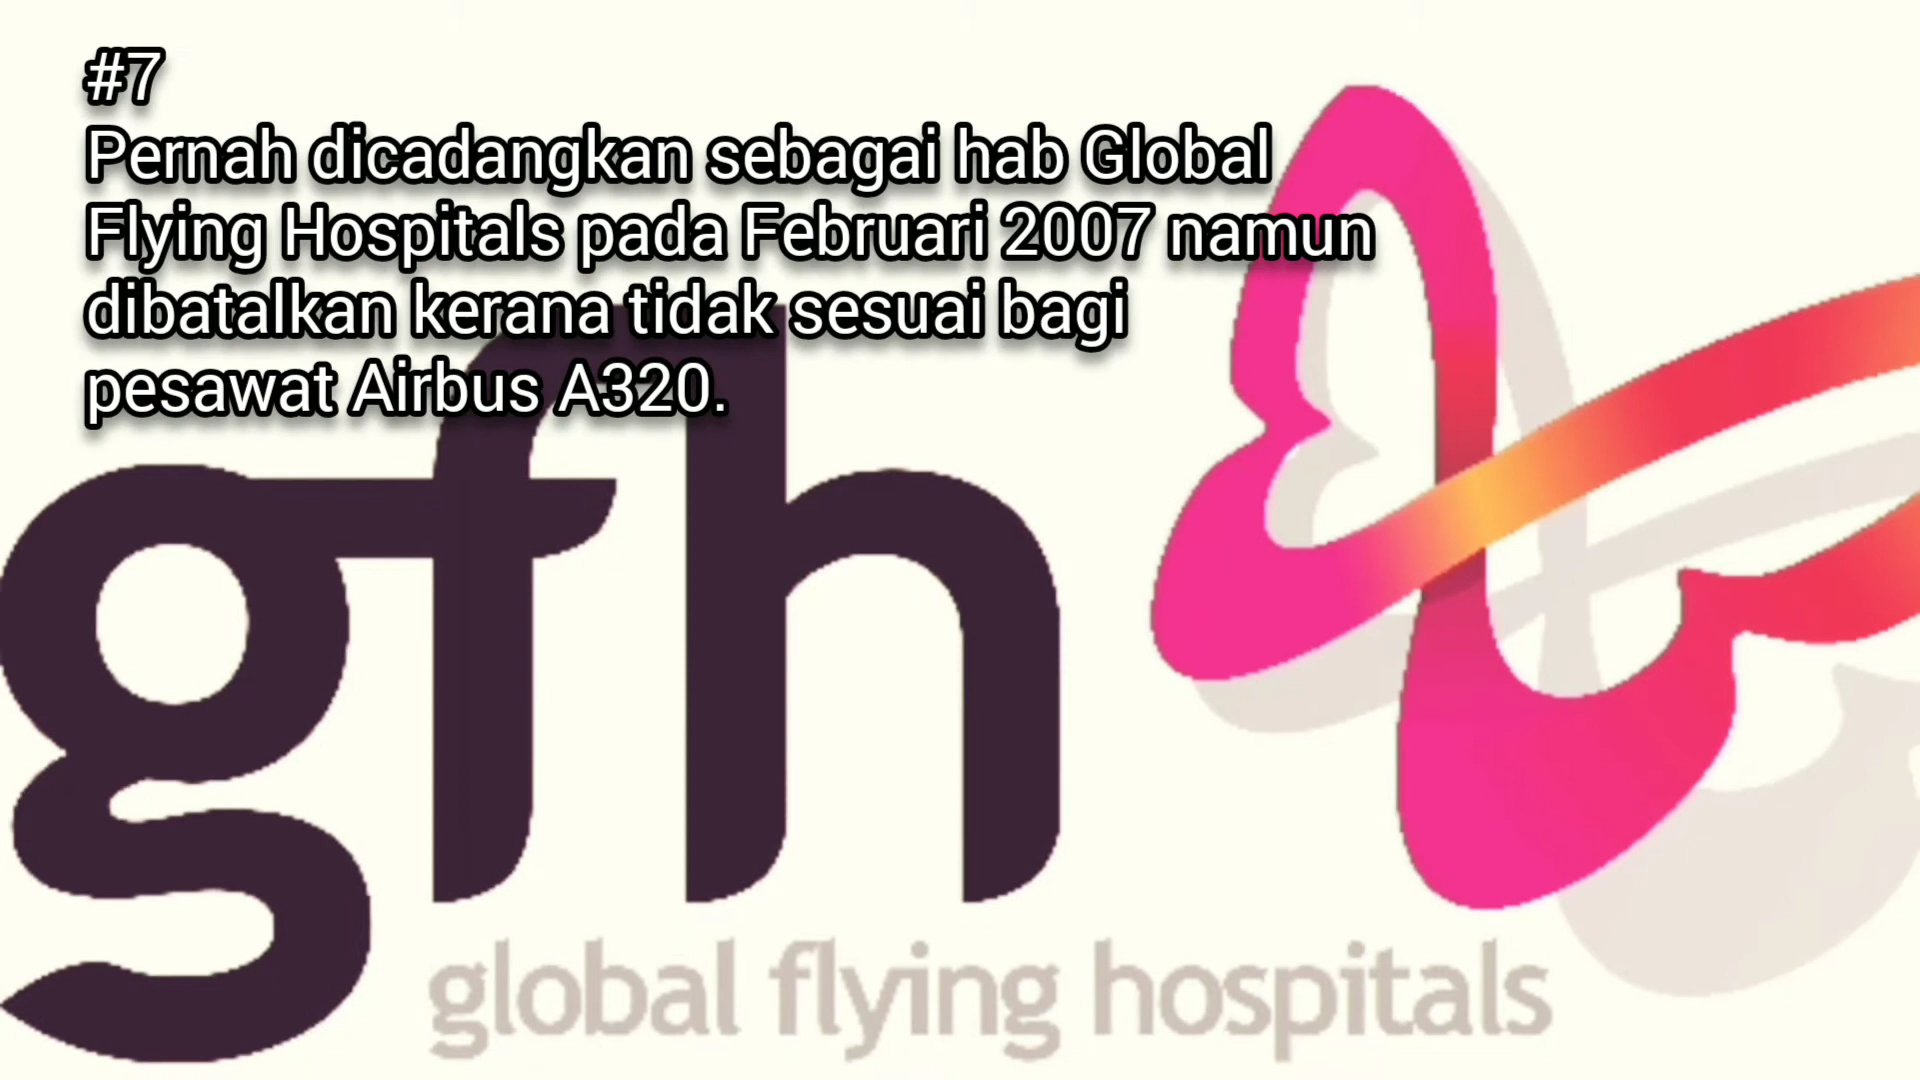 #7
Pernah dicadangkan sebagai hab Global
Flying Hospitals pada Februari 2007 namun
dibatalkan kerana tidak sesuai bagi
pesawat Airbus A320.
gfh
global flying hospitals